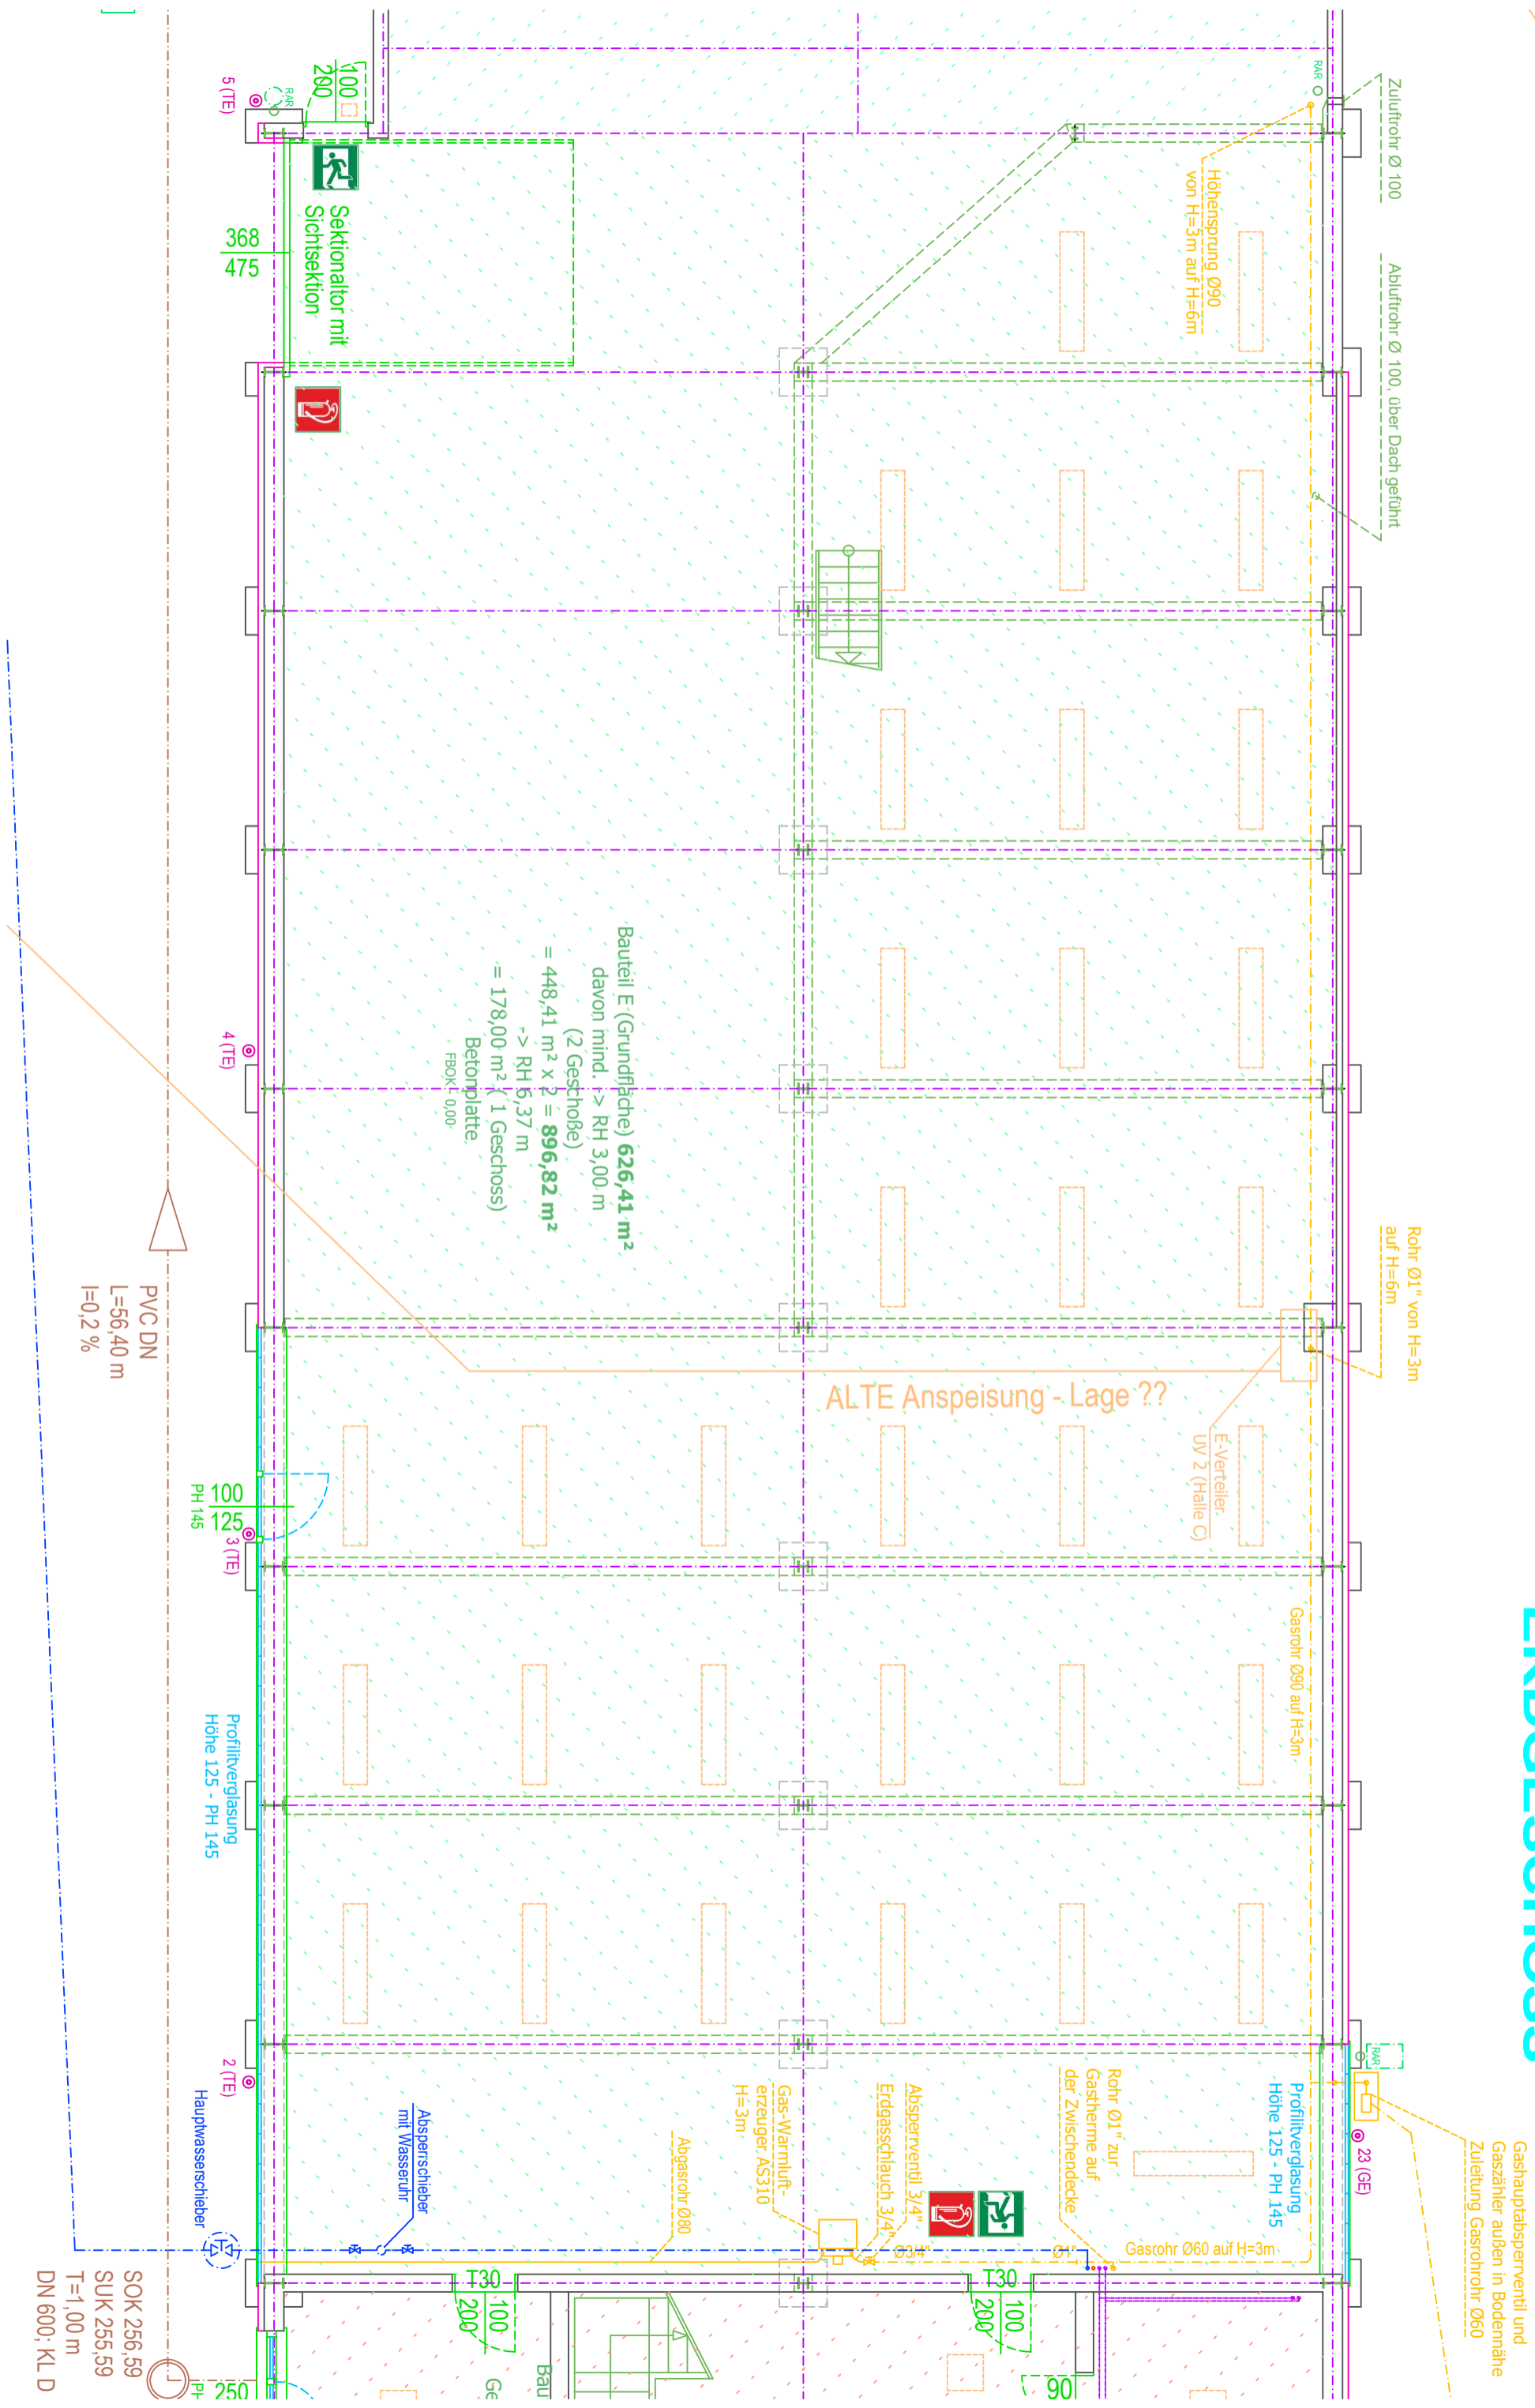 Zuluftrohr Ø 100
Abluftrohr Ø 100, über Dach geführt
RAR
Höhensprung Ø90
von H=3m auf H=6m
100
200
RAR
5 (TE)
Sektionaltor mit
Sichtsektion
368
475
Bauteil E (Grundfläche) 626,41 m²
davon mind. -> RH 3,00 m
(2 Geschoße)
= 448,41 m² x 2 = 896,82 m²
-> RH 6,37 m
= 178,00 m² ( 1 Geschoss)
Betonplatte
FBOK 0,00
4 (TE)
PVC DN
L=56,40 m
I=0,2 %
Rohr Ø1" von H=3m
auf H=6m
ALTE Anspeisung - Lage ??
E-Verteiler
UV 2 (Halle C)
100
125
PH 145
3 (TE)
Gasrohr Ø90 auf H=3m
Profilitverglasung
Höhe 125 - PH 145
RAR
23 (GE)
Gashauptabsperrventil und
Gaszähler außen in Bodennähe
Zuleitung Gasrohrohr Ø60
Profilitverglasung
Höhe 125 - PH 145
Rohr Ø1" zur
Gastherme auf
der Zwischendecke
Absperrventil 3/4"
Erdgasschlauch 3/4"
Gas-Warmluft-
erzeuger AS310
H=3m
Abgasrohr Ø80
Absperrschieber
mit Wasseruhr
2 (TE)
Hauptwasserschieber
H
Gasrohr Ø60 auf H=3m
Ø1"
Ø3/4"
T30
100
200
T30
100
200
90
Bau
Ge
PH
250
SOK 256,59
SUK 255,59
T=1,00 m
DN 600; KL D